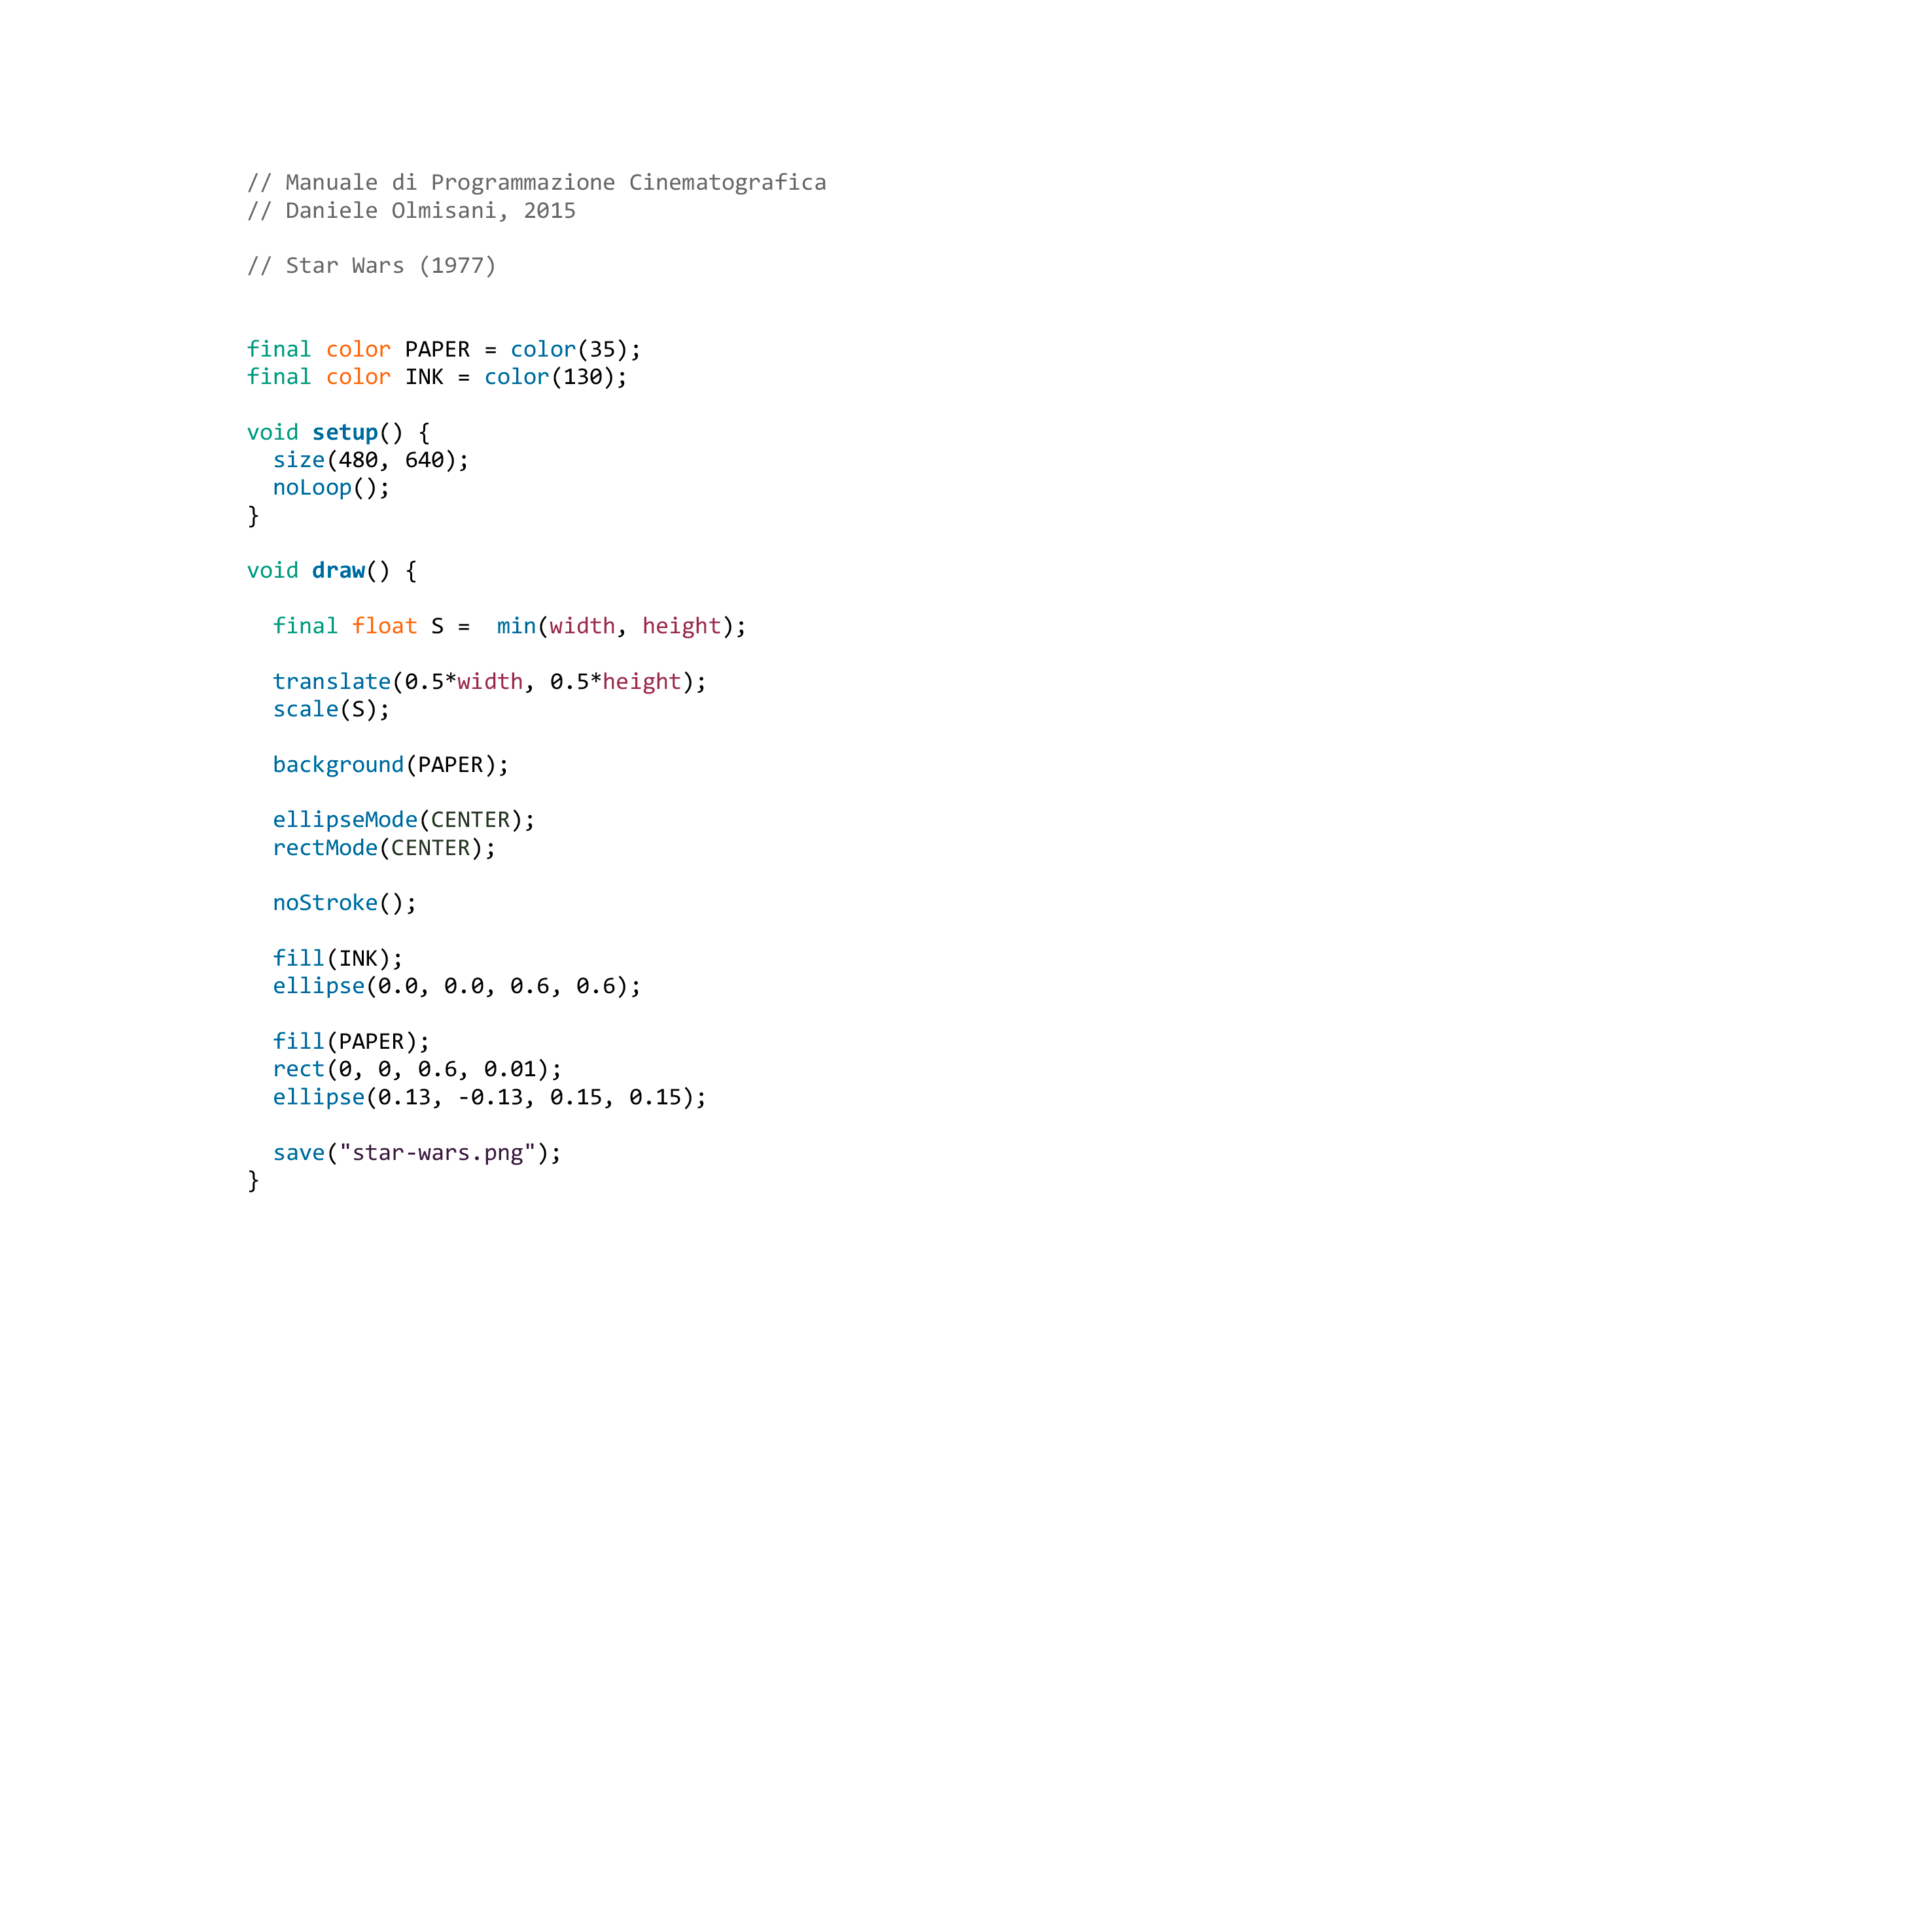 // Manuale di Programmazione Cinematografica
// Daniele Olmisani, 2015

// Star Wars (1977)


final color PAPER = color(35);
final color INK = color(130);

void setup() {
  size(480, 640);
  noLoop();
}

void draw() {

  final float S =  min(width, height);

  translate(0.5*width, 0.5*height);
  scale(S);

  background(PAPER);

  ellipseMode(CENTER);
  rectMode(CENTER);

  noStroke();

  fill(INK);
  ellipse(0.0, 0.0, 0.6, 0.6);

  fill(PAPER);
  rect(0, 0, 0.6, 0.01);
  ellipse(0.13, -0.13, 0.15, 0.15);

  save("star-wars.png");
}